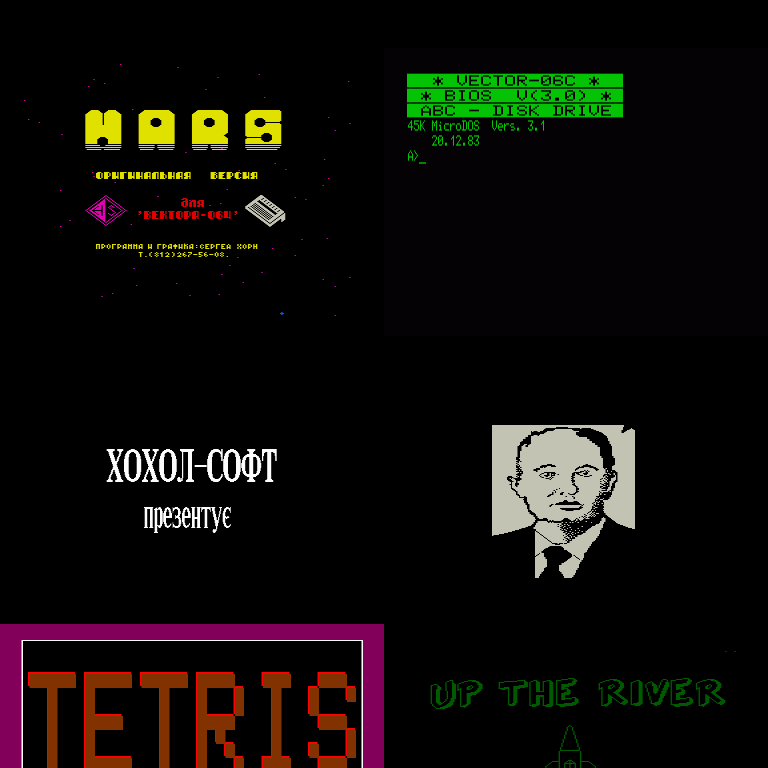 MARS
ОРИГИНАЛЬНАЯ ВЕРСИЯ
ДЛЯ
"ВЕКТОРА-06Ц"
ПРОГРАММА И ГРАФИКА:СЕРГЕЯ ХОРН
Т.(812)267-56-08.
* VECTOR-06C *
* BIOS V(3.0) *
ABC - DISK DRIVE
45K MicroDOS Vers. 3.1
20.12.83
A>_
ХОХОЛ-СОФТ
презентує
TETRIS
UP THE RIVER